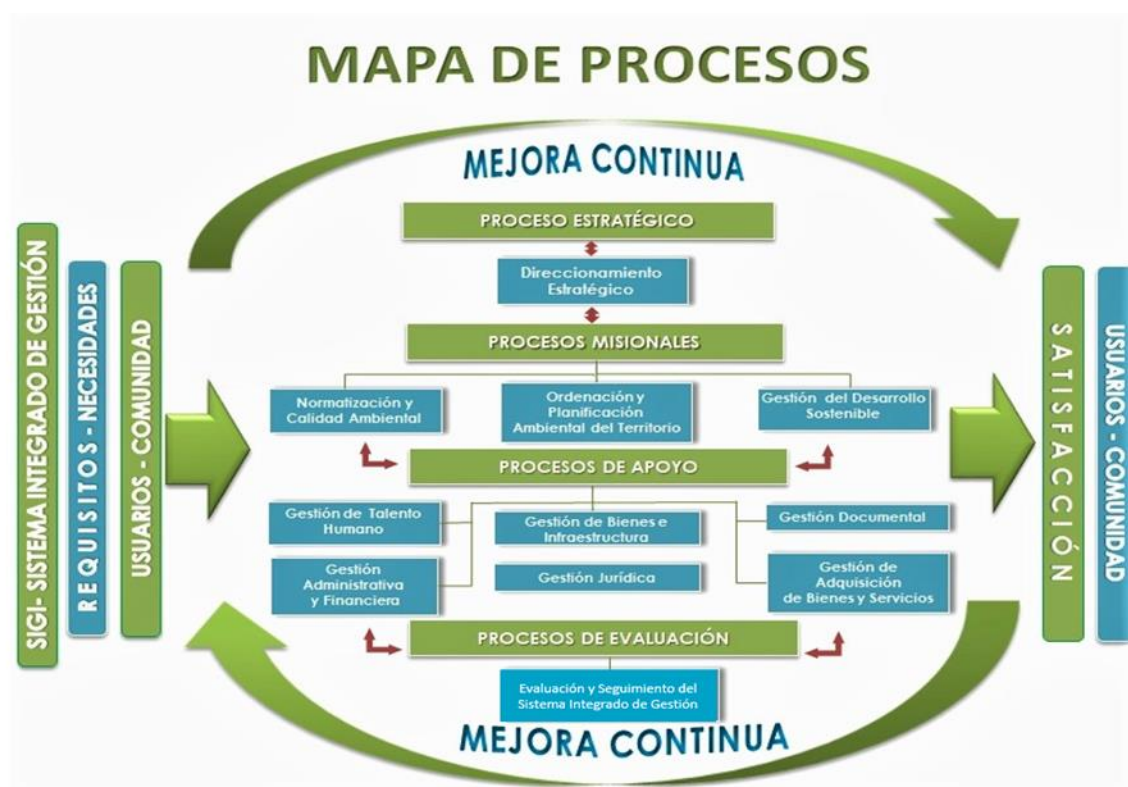 MAPA DE PROCESOS
MEJORA CONTINUA
SIGI- SISTEMA INTEGRADO DE GESTIÓN
REQUISITOS - NECESIDADES
USUARIOS - COMUNIDAD
PROCESO ESTRATÉGICO
Direccionamiento
Estratégico
PROCESOS MISIONALES
Normatización y
Calidad Ambiental
Ordenación y
Planificación
Ambiental del Territorio
Gestión del Desarrollo
Sostenible
PROCESOS DE APOYO
Gestión de Talento
Humano
Gestión de Bienes e
Infraestructura
Gestión Documental
Gestión
Administrativa
y Financiera
Gestión Jurídica
Gestión de
Adquisición
de Bienes y Servicios
PROCESOS DE EVALUACIÓN
Evaluación y Seguimiento del
Sistema Integrado de Gestión
MEJORA CONTINUA
SATISFACCIÓN
USUARIOS - COMUNIDAD